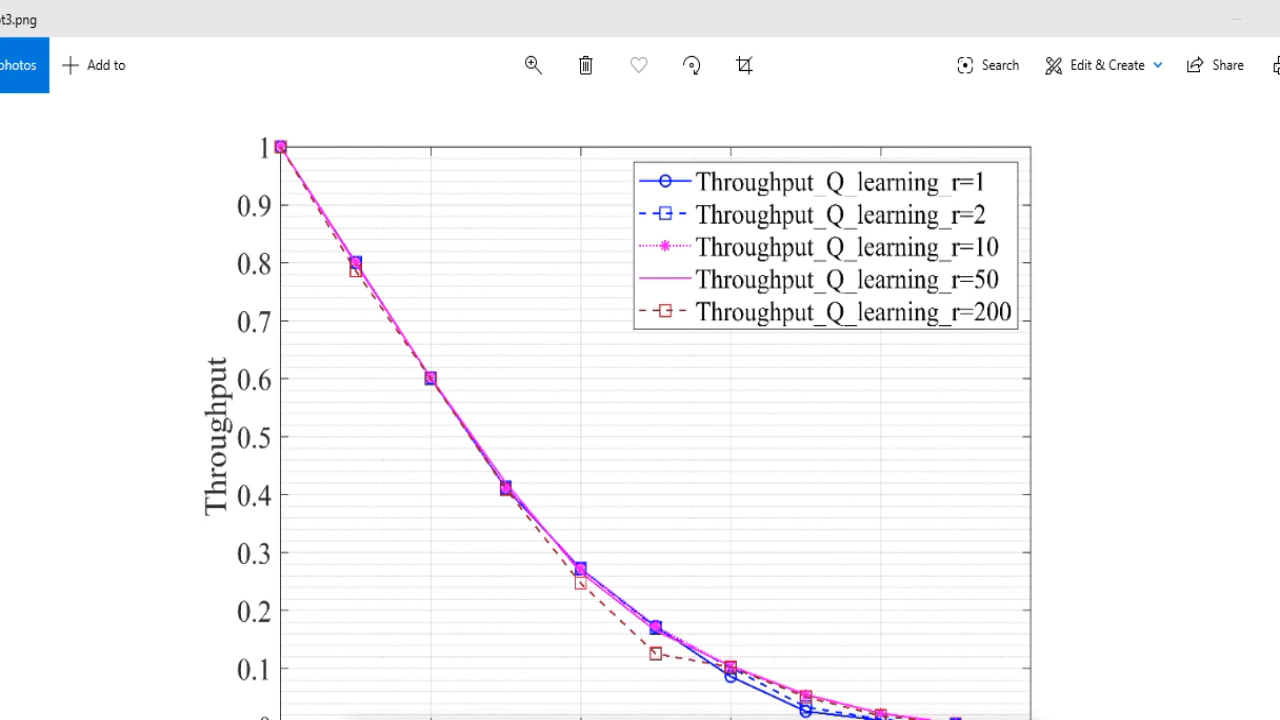 t3.png
photos
Add to
Search
Edit & Create
Share
1
0.9
0.8
0.7
0.6
0.5
0.4
0.3
0.2
0.1
Throughput
Throughput_Q_learning_r=1
Throughput_Q_learning_r=2
Throughput_Q_learning_r=10
Throughput_Q_learning_r=50
Throughput_Q_learning_r=200